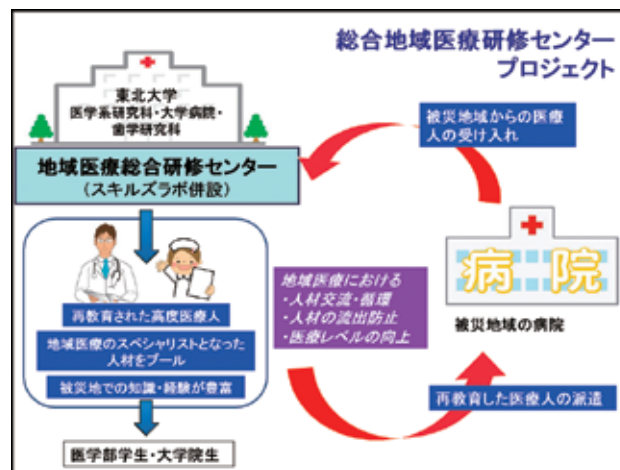 総合地域医療研修センター
プロジェクト
東北大学
医学系研究科・大学病院・
歯学研究科
地域医療総合研修センター
(スキルズラボ併設)
被災地域からの医療
人の受け入れ
病院
被災地域の病院
地域医療における
・人材交流・循環
・人材の流出防止
・医療レベルの向上
再教育された高度医療人
地域医療のスペシャリストとなった
人材をプール
被災地での知識・経験が豊富
再教育した医療人の派遣
医学部学生・大学院生